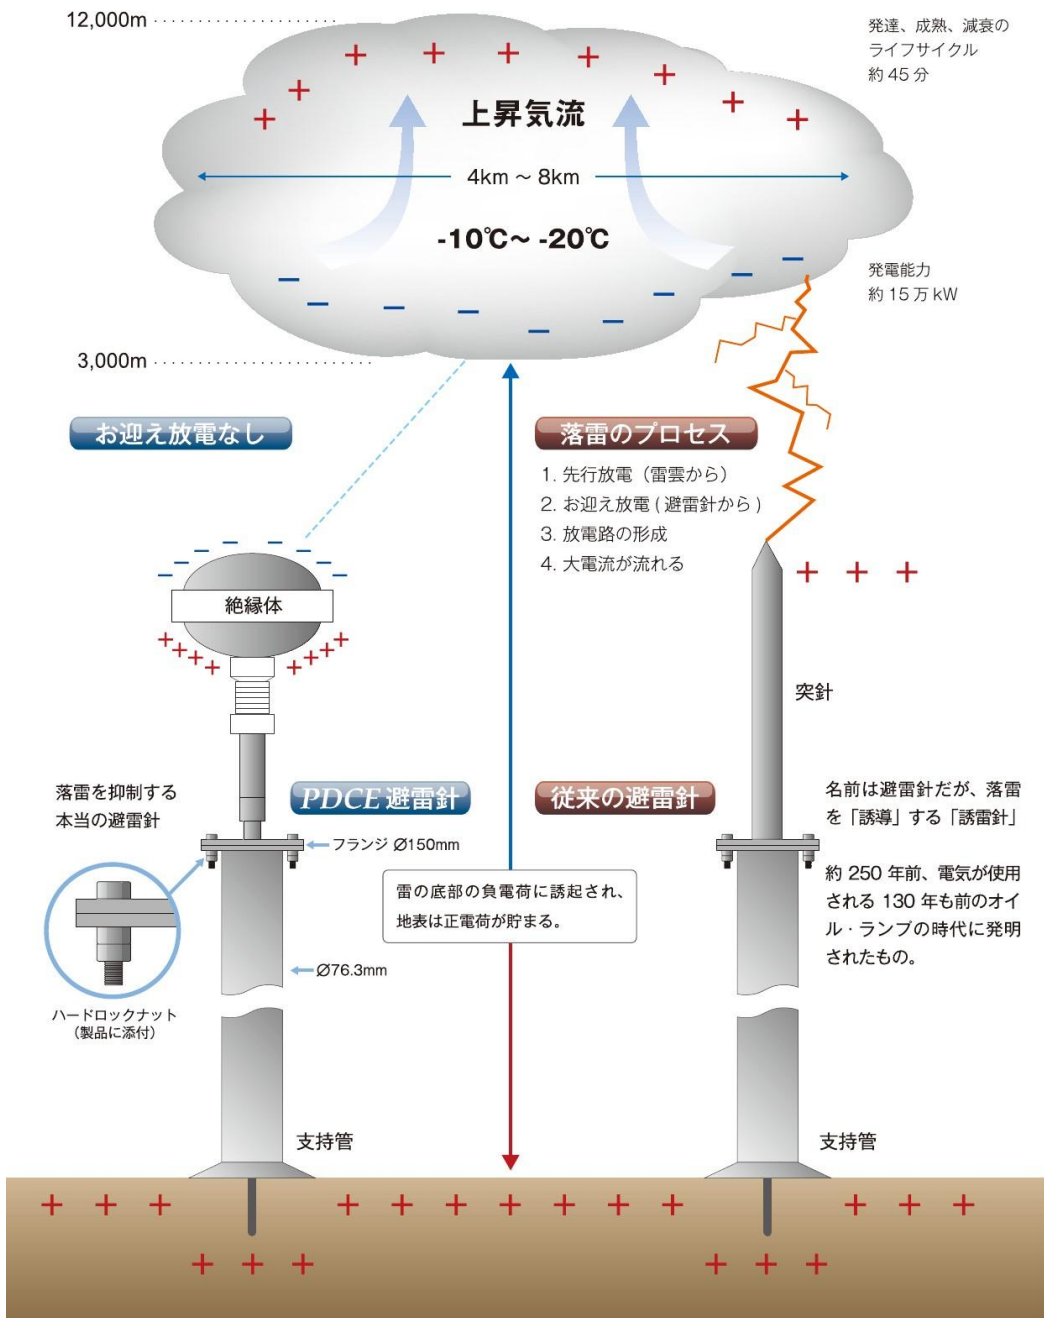 12,000m
発達、成熟、減衰の
ライフサイクル
約 45 分
上昇気流
4km ～ 8km
-10℃～ -20℃
発電能力
約 15 万 kW
3,000m
お迎え放電なし
落雷のプロセス
1. 先行放電（雷雲から）
2. お迎え放電 ( 避雷針から )
3. 放電路の形成
4. 大電流が流れる
絶縁体
突針
落雷を抑制する
本当の避雷針
PDCE 避雷針
従来の避雷針
名前は避雷針だが、落雷
を「誘導」する「誘雷針」
フランジ Ø150mm
約 250 年前、電気が使用
される 130 年も前のオイ
ル・ランプの時代に発明
されたもの。
雷の底部の負電荷に誘起され、
地表は正電荷が貯まる。
Ø76.3mm
ハードロックナット
（製品に添付）
支持管
支持管